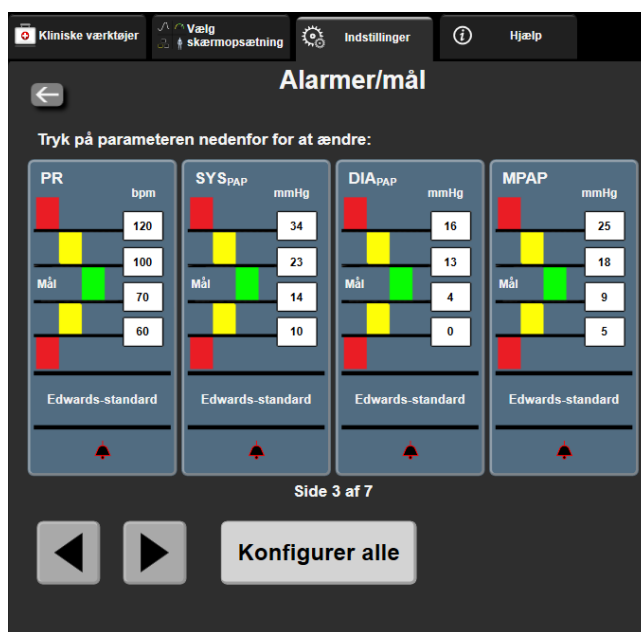 Kliniske værktøjer
Vælg
skærmopsætning
Indstillinger
Hjælp
Alarmer/mål
Tryk på parameteren nedenfor for at ændre:
PR
bpm
120
100
Mål
70
60
Edwards-standard
SYSPAP
mmHg
34
23
Mål
14
10
Edwards-standard
DIAPAP
mmHg
16
13
Mål
4
0
Edwards-standard
MPAP
mmHg
25
18
Mål
9
5
Edwards-standard
Side 3 af 7
Konfigurer alle